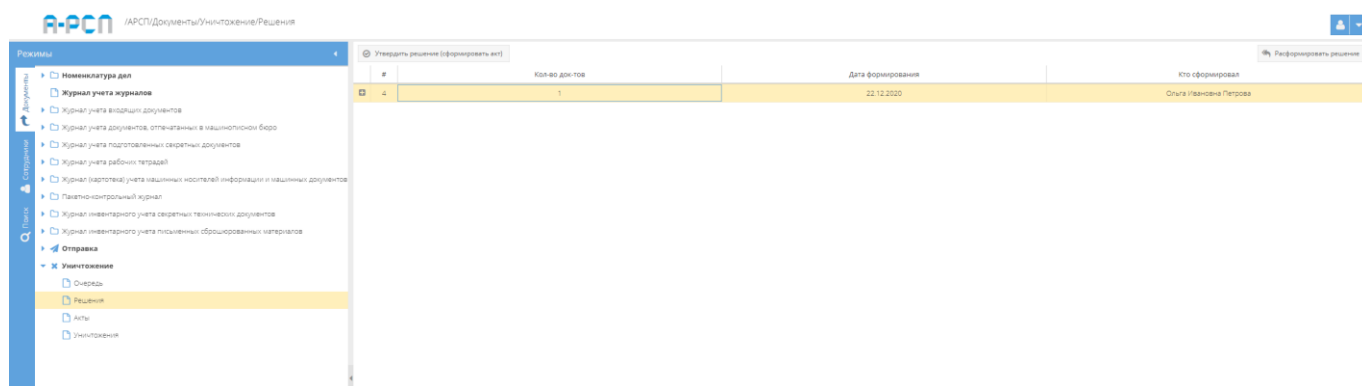 А-РСП
/АРСП/Документы/Уничтожение/Решения
Режимы
Утвердить решение (сформировать акт)
Расформировать решение
# Кол-во док-тов Дата формирования Кто сформировал
4 1 22.12.2020 Ольга Ивановна Петрова
Документы
Сотрудники
Поиск
Номенклатура дел
Журнал учета журналов
Журнал учета входящих документов
Журнал учета документов, отпечатанных в машинописном бюро
Журнал учета подготовленных секретных документов
Журнал учета рабочих тетрадей
Журнал (картотека) учета машинных носителей информации и машинных документов
Пакетно-контрольный журнал
Журнал инвентарного учета секретных технических документов
Журнал инвентарного учета письменных сброшюрованных материалов
Отправка
Уничтожение
Очередь
Решения
Акты
Уничтожения